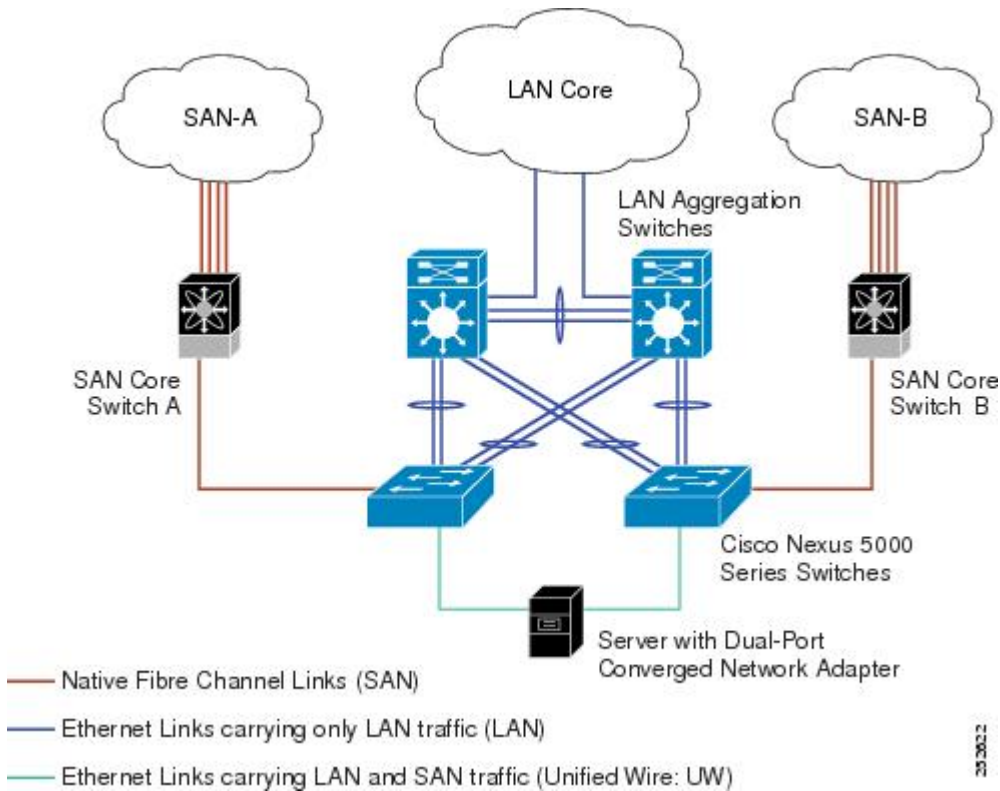 SAN-A
LAN Core
SAN-B
LAN Aggregation
Switches
SAN Core
Switch A
SAN Core
Switch B
Cisco Nexus 5000
Series Switches
Server with Dual-Port
Converged Network Adapter
Native Fibre Channel Links (SAN)
Ethernet Links carrying only LAN traffic (LAN)
Ethernet Links carrying LAN and SAN traffic (Unified Wire: UW)